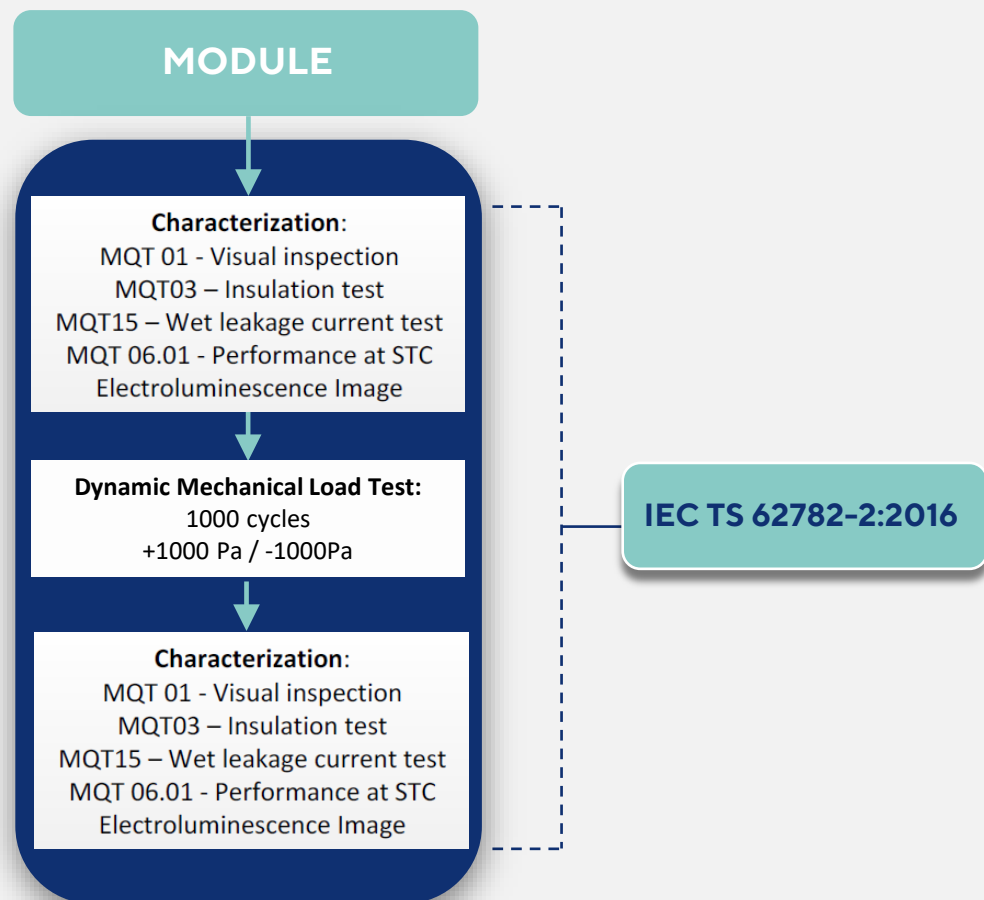 MODULE
Characterization:
MQT 01 - Visual inspection
MQT03 – Insulation test
MQT15 – Wet leakage current test
MQT 06.01 - Performance at STC
Electroluminescence Image
Dynamic Mechanical Load Test:
1000 cycles
+1000 Pa / -1000Pa
IEC TS 62782-2:2016
Characterization:
MQT 01 - Visual inspection
MQT03 – Insulation test
MQT15 – Wet leakage current test
MQT 06.01 - Performance at STC
Electroluminescence Image